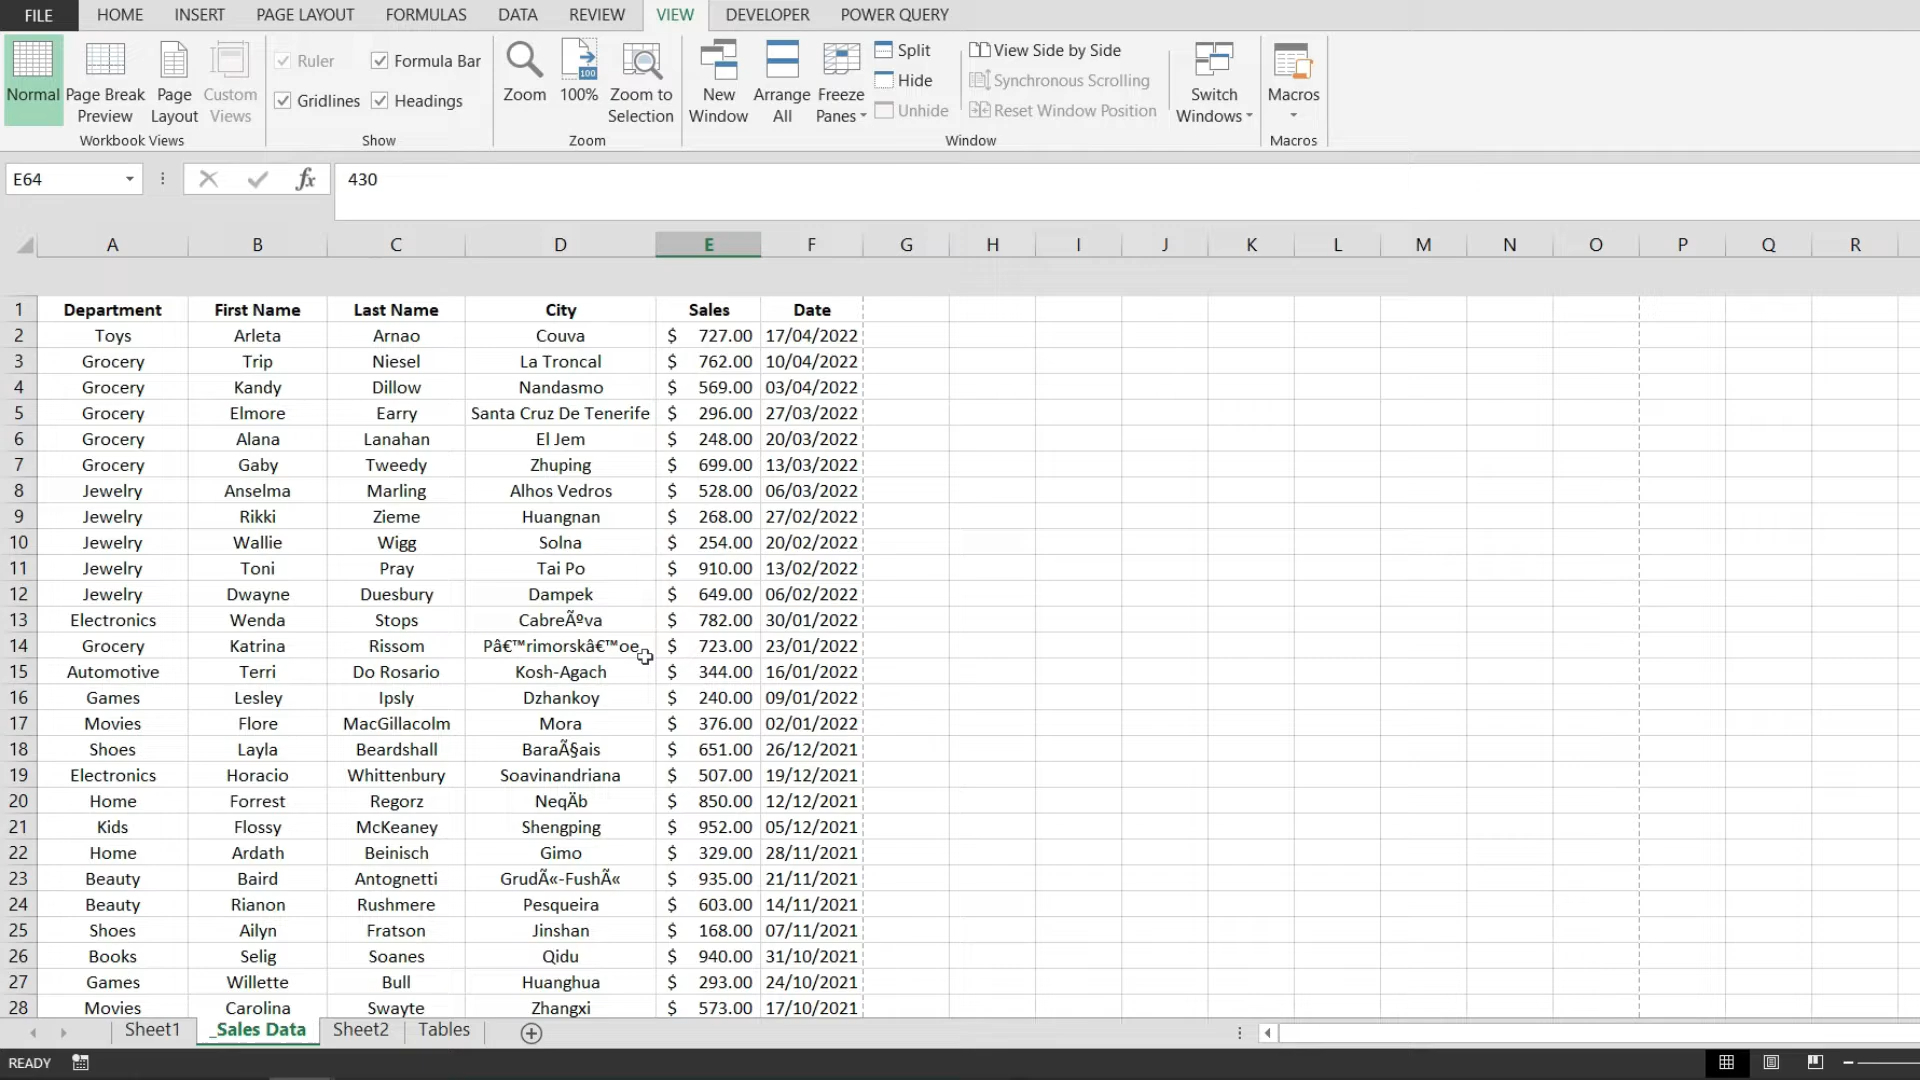 FILE HOME INSERT PAGE LAYOUT FORMULAS DATA REVIEW VIEW DEVELOPER POWER QUERY
Normal
Page Break Preview
Page Layout
Custom Views
Workbook Views
Ruler
Formula Bar
Gridlines
Headings
Show
Zoom
100%
Zoom to Selection
Zoom
New Window
Arrange All
Freeze Panes
Split
Hide
Unhide
View Side by Side
Synchronous Scrolling
Reset Window Position
Window
Switch Windows
Macros
Macros
E64 fx 430
A B C D E F G H I J K L M N O P Q R
1 Department First Name Last Name City Sales Date
2 Toys Arleta Arnao Couva $ 727.00 17/04/2022
3 Grocery Trip Niesel La Troncal $ 762.00 10/04/2022
4 Grocery Kandy Dillow Nandasmo $ 569.00 03/04/2022
5 Grocery Elmore Earry Santa Cruz De Tenerife $ 296.00 27/03/2022
6 Grocery Alana Lanahan El Jem $ 248.00 20/03/2022
7 Grocery Gaby Tweedy Zhuping $ 699.00 13/03/2022
8 Jewelry Anselma Marling Alhos Vedros $ 528.00 06/03/2022
9 Jewelry Rikki Zieme Huangnan $ 268.00 27/02/2022
10 Jewelry Wallie Wigg Solna $ 254.00 20/02/2022
11 Jewelry Toni Pray Tai Po $ 910.00 13/02/2022
12 Jewelry Dwayne Duesbury Dampek $ 649.00 06/02/2022
13 Electronics Wenda Stops CabreÃºva $ 782.00 30/01/2022
14 Grocery Katrina Rissom Pâ€™rimorskâ€™oe $ 723.00 23/01/2022
15 Automotive Terri Do Rosario Kosh-Agach $ 344.00 16/01/2022
16 Games Lesley Ipsly Dzhankoy $ 240.00 09/01/2022
17 Movies Flore MacGillacolm Mora $ 376.00 02/01/2022
18 Shoes Layla Beardshall BaraÃ§ais $ 651.00 26/12/2021
19 Electronics Horacio Whittenbury Soavinandriana $ 507.00 19/12/2021
20 Home Forrest Regorz NeqÄb $ 850.00 12/12/2021
21 Kids Flossy McKeaney Shengping $ 952.00 05/12/2021
22 Home Ardath Beinisch Gimo $ 329.00 28/11/2021
23 Beauty Baird Antognetti GrudÃ«-FushÃ« $ 935.00 21/11/2021
24 Beauty Rianon Rushmere Pesqueira $ 603.00 14/11/2021
25 Shoes Ailyn Fratson Jinshan $ 168.00 07/11/2021
26 Books Selig Soanes Qidu $ 940.00 31/10/2021
27 Games Willette Bull Huanghua $ 293.00 24/10/2021
28 Movies Carolina Swayte Zhangxi $ 573.00 17/10/2021
Sheet1 _Sales Data Sheet2 Tables
READY